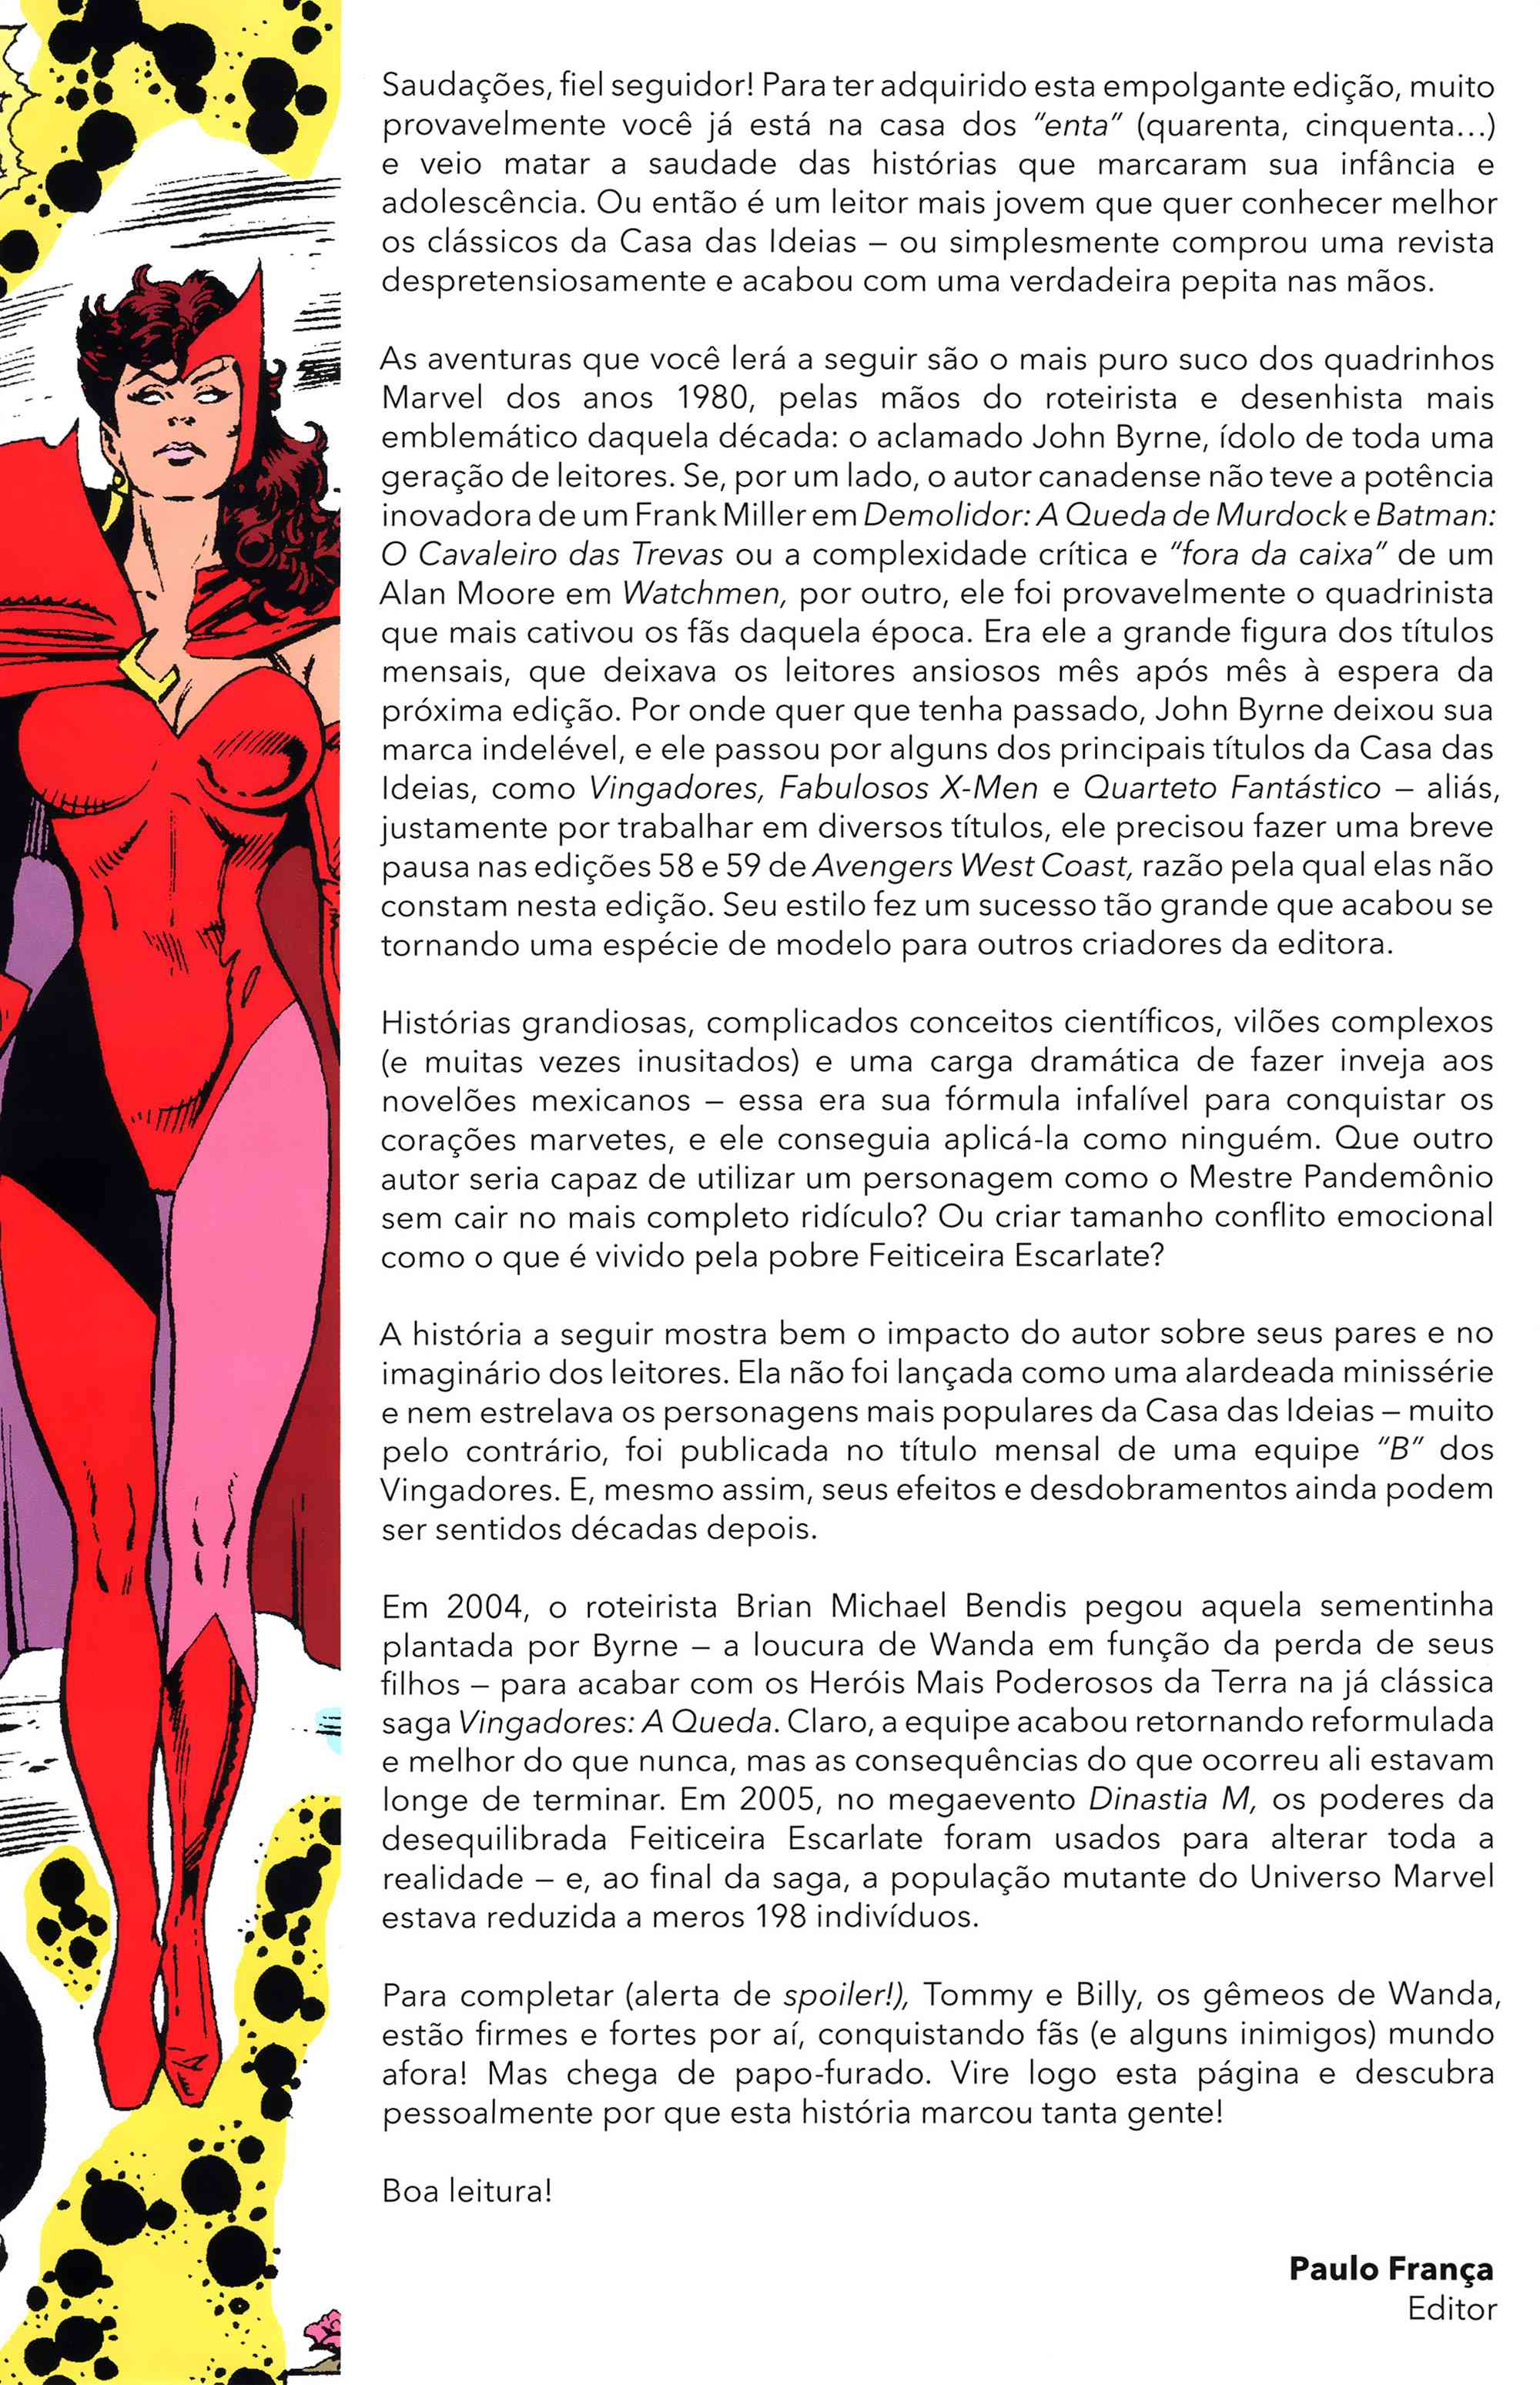 Saudações, fiel seguidor! Para ter adquirido esta empolgante edição, muito
provavelmente você já está na casa dos "enta" (quarenta, cinquenta...)
e veio matar a saudade das histórias que marcaram sua infância e
adolescência. Ou então é um leitor mais jovem que quer conhecer melhor
os clássicos da Casa das Ideias – ou simplesmente comprou uma revista
despretensiosamente e acabou com uma verdadeira pepita nas mãos.
As aventuras que você lerá a seguir são o mais puro suco dos quadrinhos
Marvel dos anos 1980, pelas mãos do roteirista e desenhista mais
emblemático daquela década: o aclamado John Byrne, ídolo de toda uma
geração de leitores. Se, por um lado, o autor canadense não teve a potência
inovadora de um Frank Miller em Demolidor: A Queda de Murdock e Batman:
O Cavaleiro das Trevas ou a complexidade crítica e "fora da caixa" de um
Alan Moore em Watchmen, por outro, ele foi provavelmente o quadrinista
que mais cativou os fãs daquela época. Era ele a grande figura dos títulos
mensais, que deixava os leitores ansiosos mês após mês à espera da
próxima edição. Por onde quer que tenha passado, John Byrne deixou sua
marca indelével, e ele passou por alguns dos principais títulos da Casa das
Ideias, como Vingadores, Fabulosos X-Men e Quarteto Fantástico – aliás,
justamente por trabalhar em diversos títulos, ele precisou fazer uma breve
pausa nas edições 58 e 59 de Avengers West Coast, razão pela qual elas não
constam nesta edição. Seu estilo fez um sucesso tão grande que acabou se
tornando uma espécie de modelo para outros criadores da editora.
Histórias grandiosas, complicados conceitos científicos, vilões complexos
(e muitas vezes inusitados) e uma carga dramática de fazer inveja aos
novelões mexicanos – essa era sua fórmula infalível para conquistar os
corações marvetes, e ele conseguia aplicá-la como ninguém. Que outro
autor seria capaz de utilizar um personagem como o Mestre Pandemônio
sem cair no mais completo ridículo? Ou criar tamanho conflito emocional
como o que é vivido pela pobre Feiticeira Escarlate?
A história a seguir mostra bem o impacto do autor sobre seus pares e no
imaginário dos leitores. Ela não foi lançada como uma alardeada minissérie
e nem estrelava os personagens mais populares da Casa das Ideias – muito
pelo contrário, foi publicada no título mensal de uma equipe "B" dos
Vingadores. E, mesmo assim, seus efeitos e desdobramentos ainda podem
ser sentidos décadas depois.
Em 2004, o roteirista Brian Michael Bendis pegou aquela sementinha
plantada por Byrne – a loucura de Wanda em função da perda de seus
filhos – para acabar com os Heróis Mais Poderosos da Terra na já clássica
saga Vingadores: A Queda. Claro, a equipe acabou retornando reformulada
e melhor do que nunca, mas as consequências do que ocorreu ali estavam
longe de terminar. Em 2005, no megaevento Dinastia M, os poderes da
desequilibrada Feiticeira Escarlate foram usados para alterar toda a
realidade – e, ao final da saga, a população mutante do Universo Marvel
estava reduzida a meros 198 indivíduos.
Para completar (alerta de spoiler!), Tommy e Billy, os gêmeos de Wanda,
estão firmes e fortes por aí, conquistando fãs (e alguns inimigos) mundo
afora! Mas chega de papo-furado. Vire logo esta página e descubra
pessoalmente por que esta história marcou tanta gente!
Boa leitura!
Paulo França
Editor